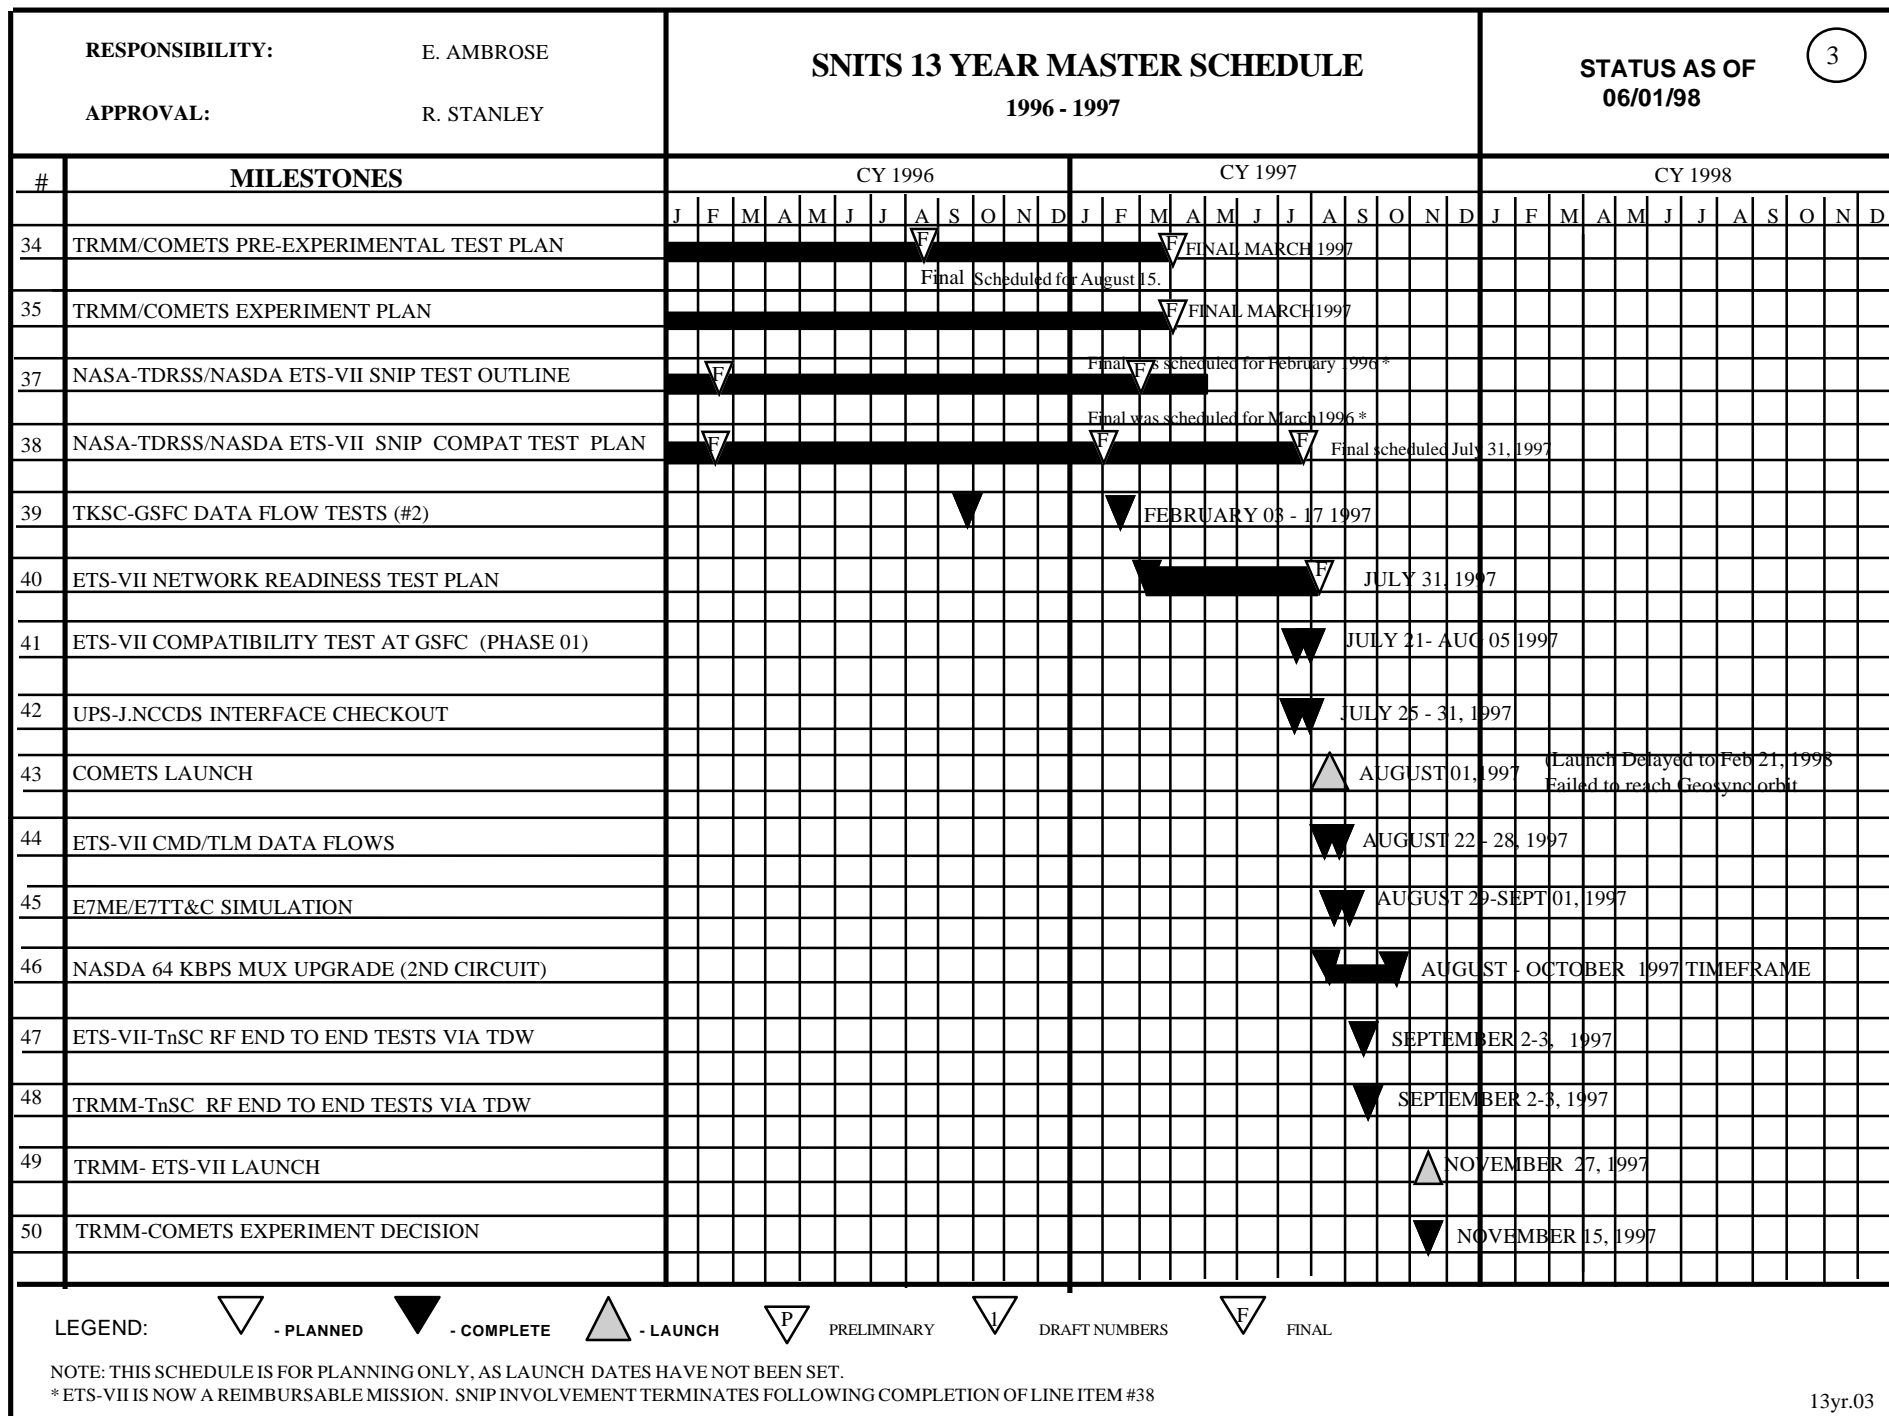 RESPONSIBILITY: E. AMBROSE
APPROVAL: R. STANLEY
SNITS 13 YEAR MASTER SCHEDULE
1996 - 1997
STATUS AS OF
06/01/98
3
# MILESTONES CY 1996 CY 1997 CY 1998
J F M A M J J A S O N D J F M A M J J A S O N D J F M A M J J A S O N D
34 TRMM/COMETS PRE-EXPERIMENTAL TEST PLAN F F FINAL MARCH 1997
Final Scheduled for August 15.
35 TRMM/COMETS EXPERIMENT PLAN F FINAL MARCH1997
Final was scheduled for February 1996 *
37 NASA-TDRSS/NASDA ETS-VII SNIP TEST OUTLINE F F
Final was scheduled for March1996 *
38 NASA-TDRSS/NASDA ETS-VII SNIP COMPAT TEST PLAN F F F Final scheduled July 31, 1997
39 TKSC-GSFC DATA FLOW TESTS (#2) FEBRUARY 03 - 17 1997
40 ETS-VII NETWORK READINESS TEST PLAN F JULY 31, 1997
41 ETS-VII COMPATIBILITY TEST AT GSFC (PHASE 01) JULY 21- AUG 05 1997
42 UPS-J.NCCDS INTERFACE CHECKOUT JULY 25 - 31, 1997
43 COMETS LAUNCH AUGUST 01,1997 (Launch Delayed to Feb 21, 1998
Failed to reach Geosync orbit
44 ETS-VII CMD/TLM DATA FLOWS AUGUST 22 - 28, 1997
45 E7ME/E7TT&C SIMULATION AUGUST 29-SEPT 01, 1997
46 NASDA 64 KBPS MUX UPGRADE (2ND CIRCUIT) AUGUST - OCTOBER 1997 TIMEFRAME
47 ETS-VII-TnSC RF END TO END TESTS VIA TDW SEPTEMBER 2-3, 1997
48 TRMM-TnSC RF END TO END TESTS VIA TDW SEPTEMBER 2-3, 1997
49 TRMM- ETS-VII LAUNCH NOVEMBER 27, 1997
50 TRMM-COMETS EXPERIMENT DECISION NOVEMBER 15, 1997
LEGEND: - PLANNED - COMPLETE - LAUNCH P PRELIMINARY 1 DRAFT NUMBERS F FINAL
NOTE: THIS SCHEDULE IS FOR PLANNING ONLY, AS LAUNCH DATES HAVE NOT BEEN SET.
* ETS-VII IS NOW A REIMBURSABLE MISSION. SNIP INVOLVEMENT TERMINATES FOLLOWING COMPLETION OF LINE ITEM #38
13yr.03